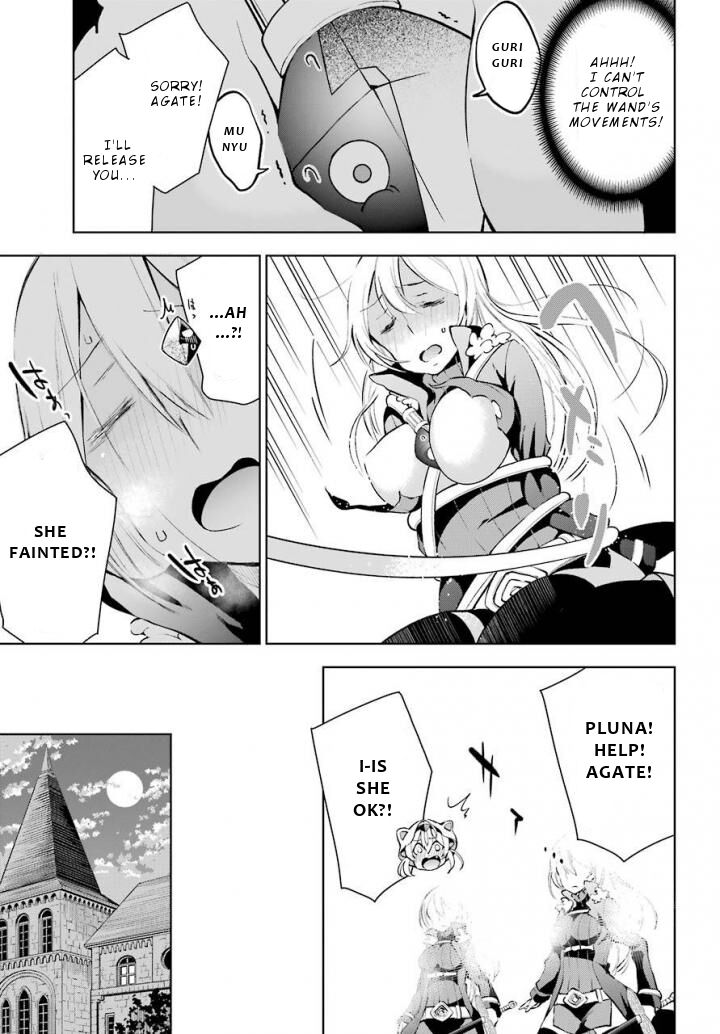 AHHH!
I CAN'T
CONTROL
THE WAND'S
MOVEMENTS!
GURI
GURI
SORRY!
AGATE!
MU
NYU
I'LL
RELEASE
YOU...
...AH
...?!
SHE
FAINTED?!
PLUNA!
HELP!
AGATE!
I-IS
SHE
OK?!